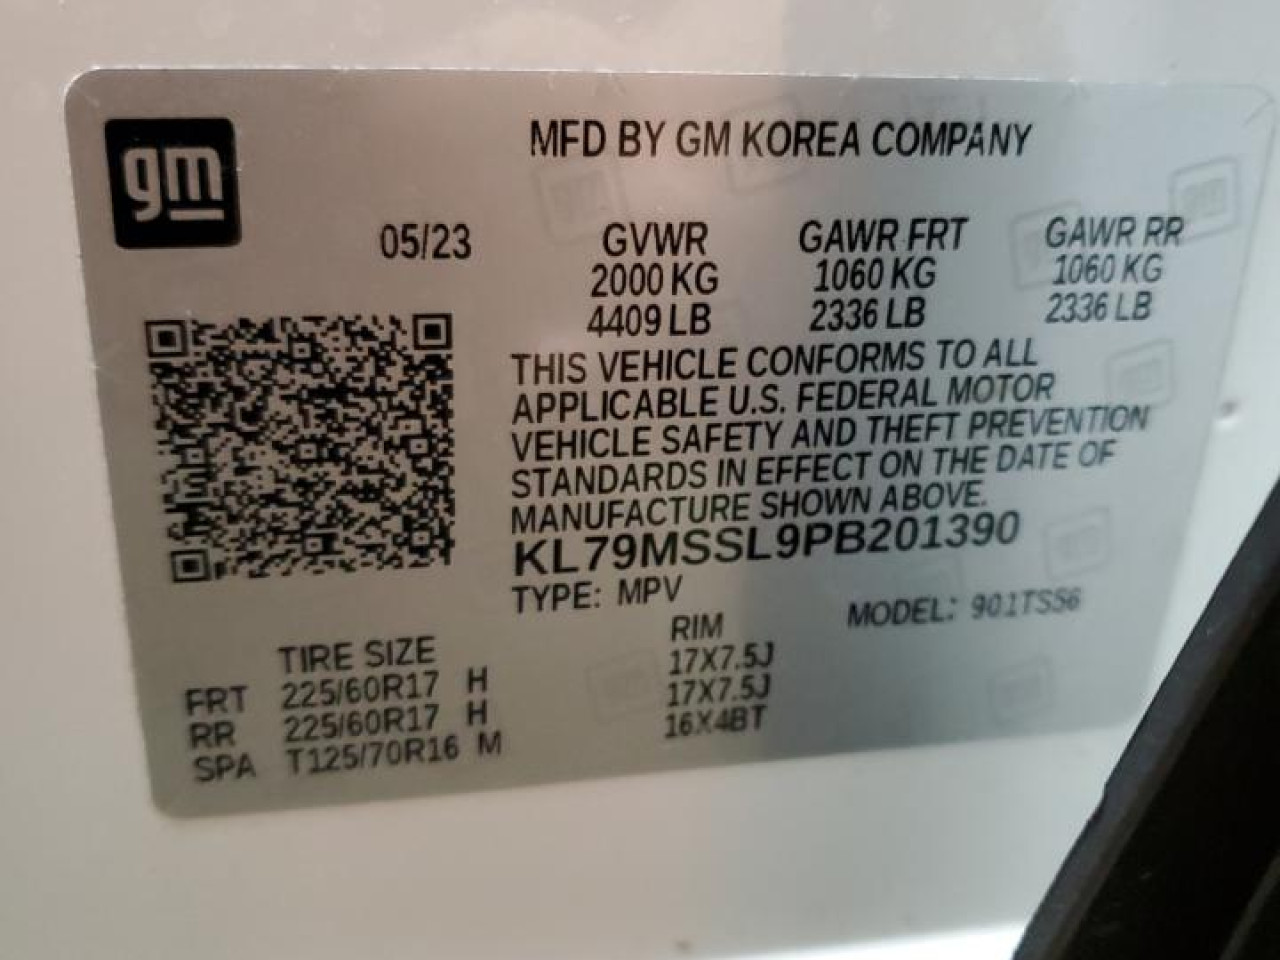 gm
MFD BY GM KOREA COMPANY
05/23 GVWR GAWR FRT GAWR RR
2000 KG 1060 KG 1060 KG
4409 LB 2336 LB 2336 LB
THIS VEHICLE CONFORMS TO ALL
APPLICABLE U.S. FEDERAL MOTOR
VEHICLE SAFETY AND THEFT PREVENTION
STANDARDS IN EFFECT ON THE DATE OF
MANUFACTURE SHOWN ABOVE.
KL79MSSL9PB201390
TYPE: MPV MODEL: 901TSS6
TIRE SIZE RIM
FRT 225/60R17 H 17X7.5J
RR 225/60R17 H 17X7.5J
SPA T125/70R16 M 16X4BT